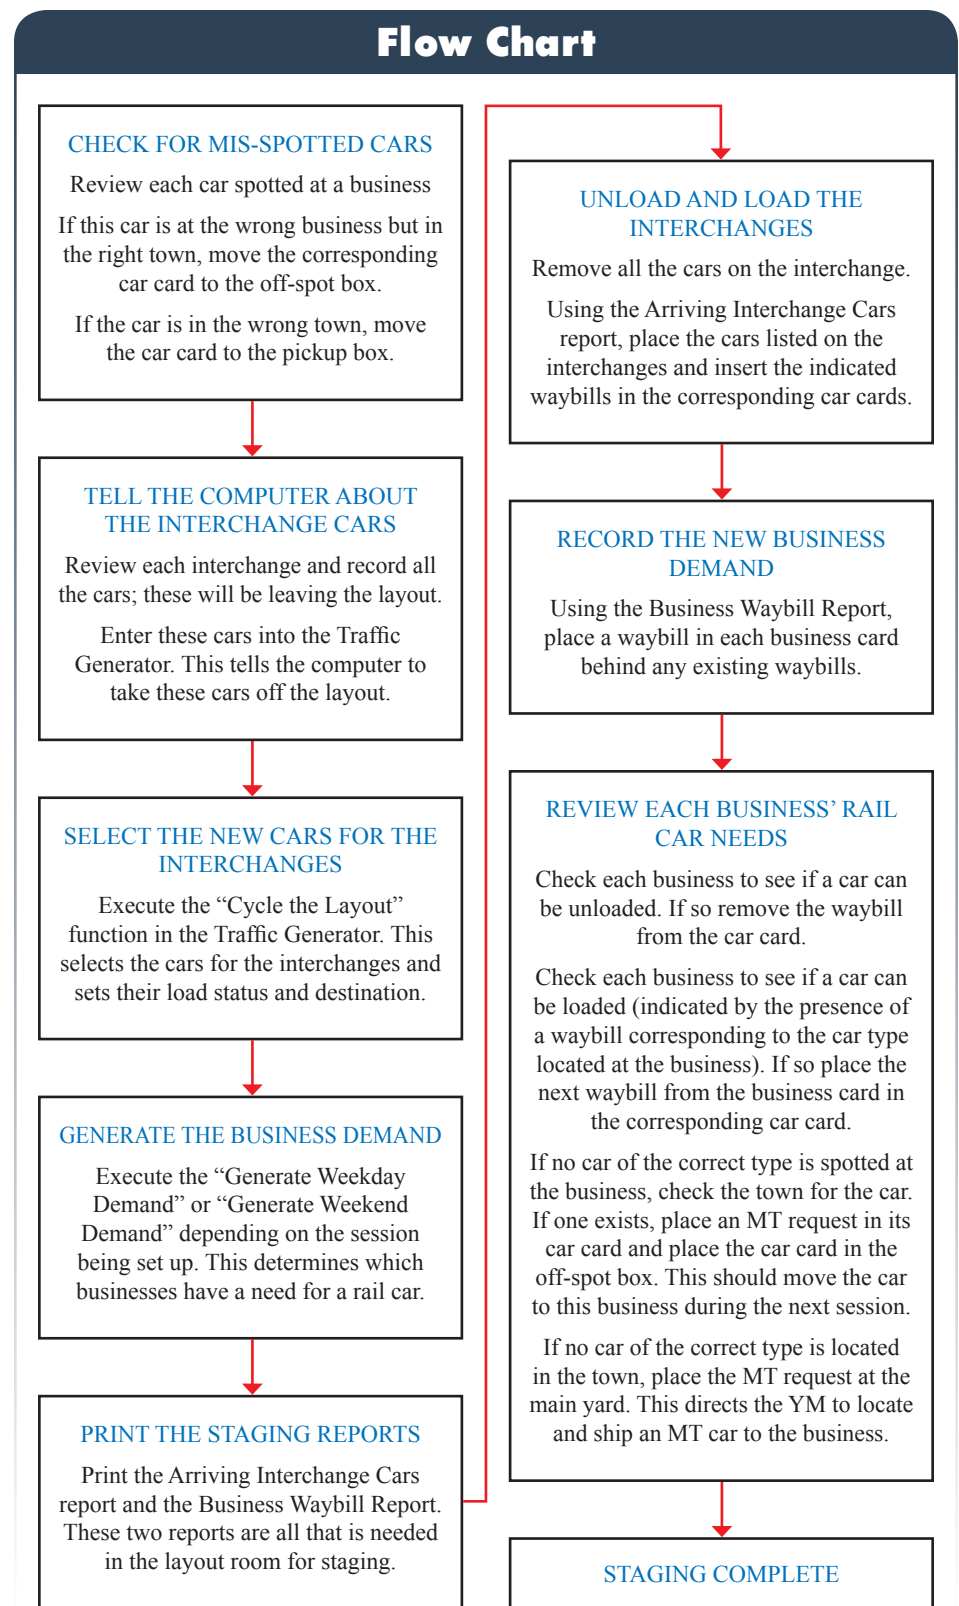 Flow Chart
CHECK FOR MIS-SPOTTED CARS
Review each car spotted at a business
If this car is at the wrong business but in
the right town, move the corresponding
car card to the off-spot box.
If the car is in the wrong town, move
the car card to the pickup box.
TELL THE COMPUTER ABOUT
THE INTERCHANGE CARS
Review each interchange and record all
the cars; these will be leaving the layout.
Enter these cars into the Traffic
Generator. This tells the computer to
take these cars off the layout.
SELECT THE NEW CARS FOR THE
INTERCHANGES
Execute the “Cycle the Layout”
function in the Traffic Generator. This
selects the cars for the interchanges and
sets their load status and destination.
GENERATE THE BUSINESS DEMAND
Execute the “Generate Weekday
Demand” or “Generate Weekend
Demand” depending on the session
being set up. This determines which
businesses have a need for a rail car.
PRINT THE STAGING REPORTS
Print the Arriving Interchange Cars
report and the Business Waybill Report.
These two reports are all that is needed
in the layout room for staging.
UNLOAD AND LOAD THE
INTERCHANGES
Remove all the cars on the interchange.
Using the Arriving Interchange Cars
report, place the cars listed on the
interchanges and insert the indicated
waybills in the corresponding car cards.
RECORD THE NEW BUSINESS
DEMAND
Using the Business Waybill Report,
place a waybill in each business card
behind any existing waybills.
REVIEW EACH BUSINESS’ RAIL
CAR NEEDS
Check each business to see if a car can
be unloaded. If so remove the waybill
from the car card.
Check each business to see if a car can
be loaded (indicated by the presence of
a waybill corresponding to the car type
located at the business). If so place the
next waybill from the business card in
the corresponding car card.
If no car of the correct type is spotted at
the business, check the town for the car.
If one exists, place an MT request in its
car card and place the car card in the
off-spot box. This should move the car
to this business during the next session.
If no car of the correct type is located
in the town, place the MT request at the
main yard. This directs the YM to locate
and ship an MT car to the business.
STAGING COMPLETE